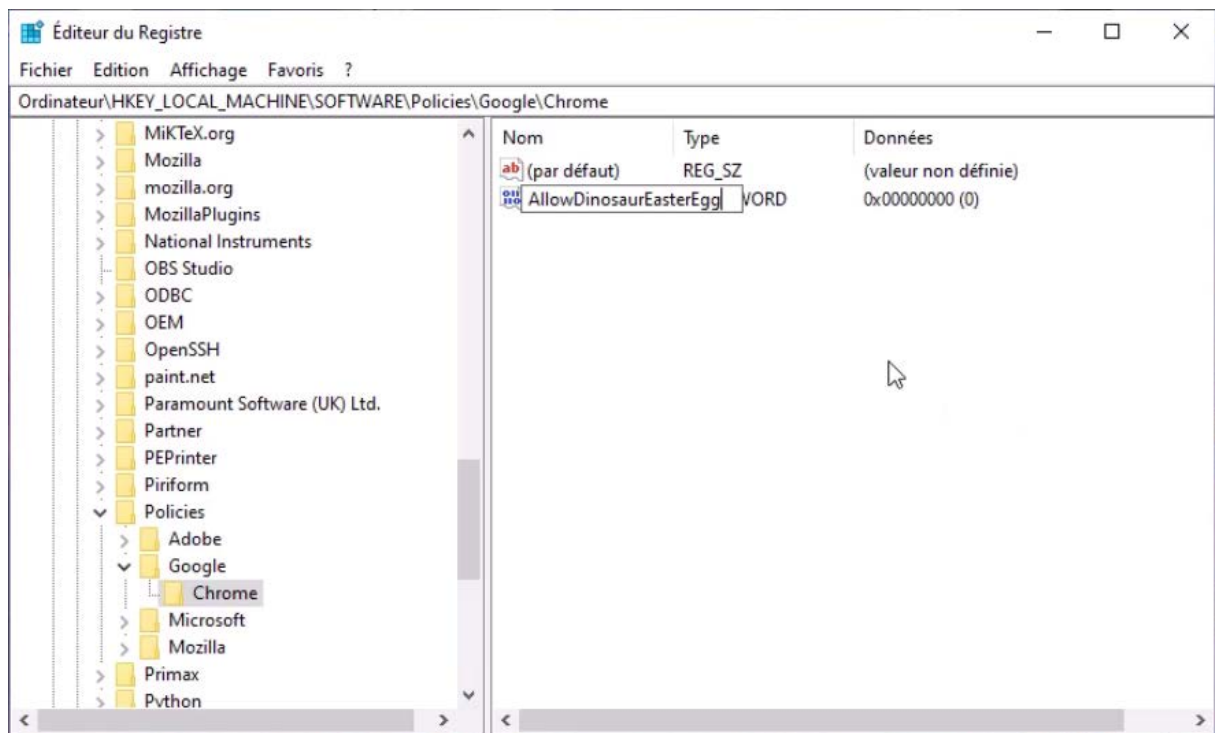 Éditeur du Registre
Fichier Edition Affichage Favoris ?
Ordinateur\HKEY_LOCAL_MACHINE\SOFTWARE\Policies\Google\Chrome
MiKTeX.org
Mozilla
mozilla.org
MozillaPlugins
National Instruments
OBS Studio
ODBC
OEM
OpenSSH
paint.net
Paramount Software (UK) Ltd.
Partner
PEPrinter
Piriform
Policies
Adobe
Google
Chrome
Microsoft
Mozilla
Primax
Python
Nom Type Données
(par défaut) REG_SZ (valeur non définie)
AllowDinosaurEasterEgg WORD 0x00000000 (0)